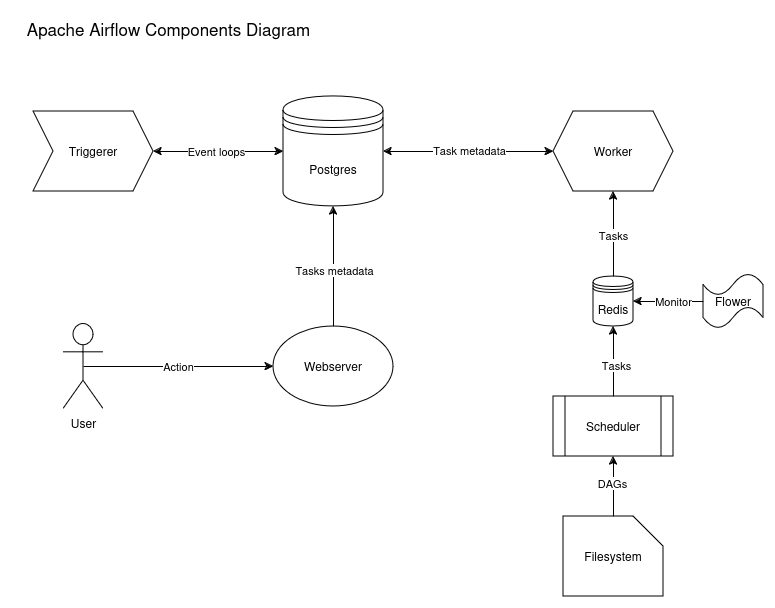 Apache Airflow Components Diagram
Triggerer
Event loops
Postgres
Task metadata
Worker
Tasks
Tasks metadata
Redis
Monitor
Flower
User
Action
Webserver
Tasks
Scheduler
DAGs
Filesystem